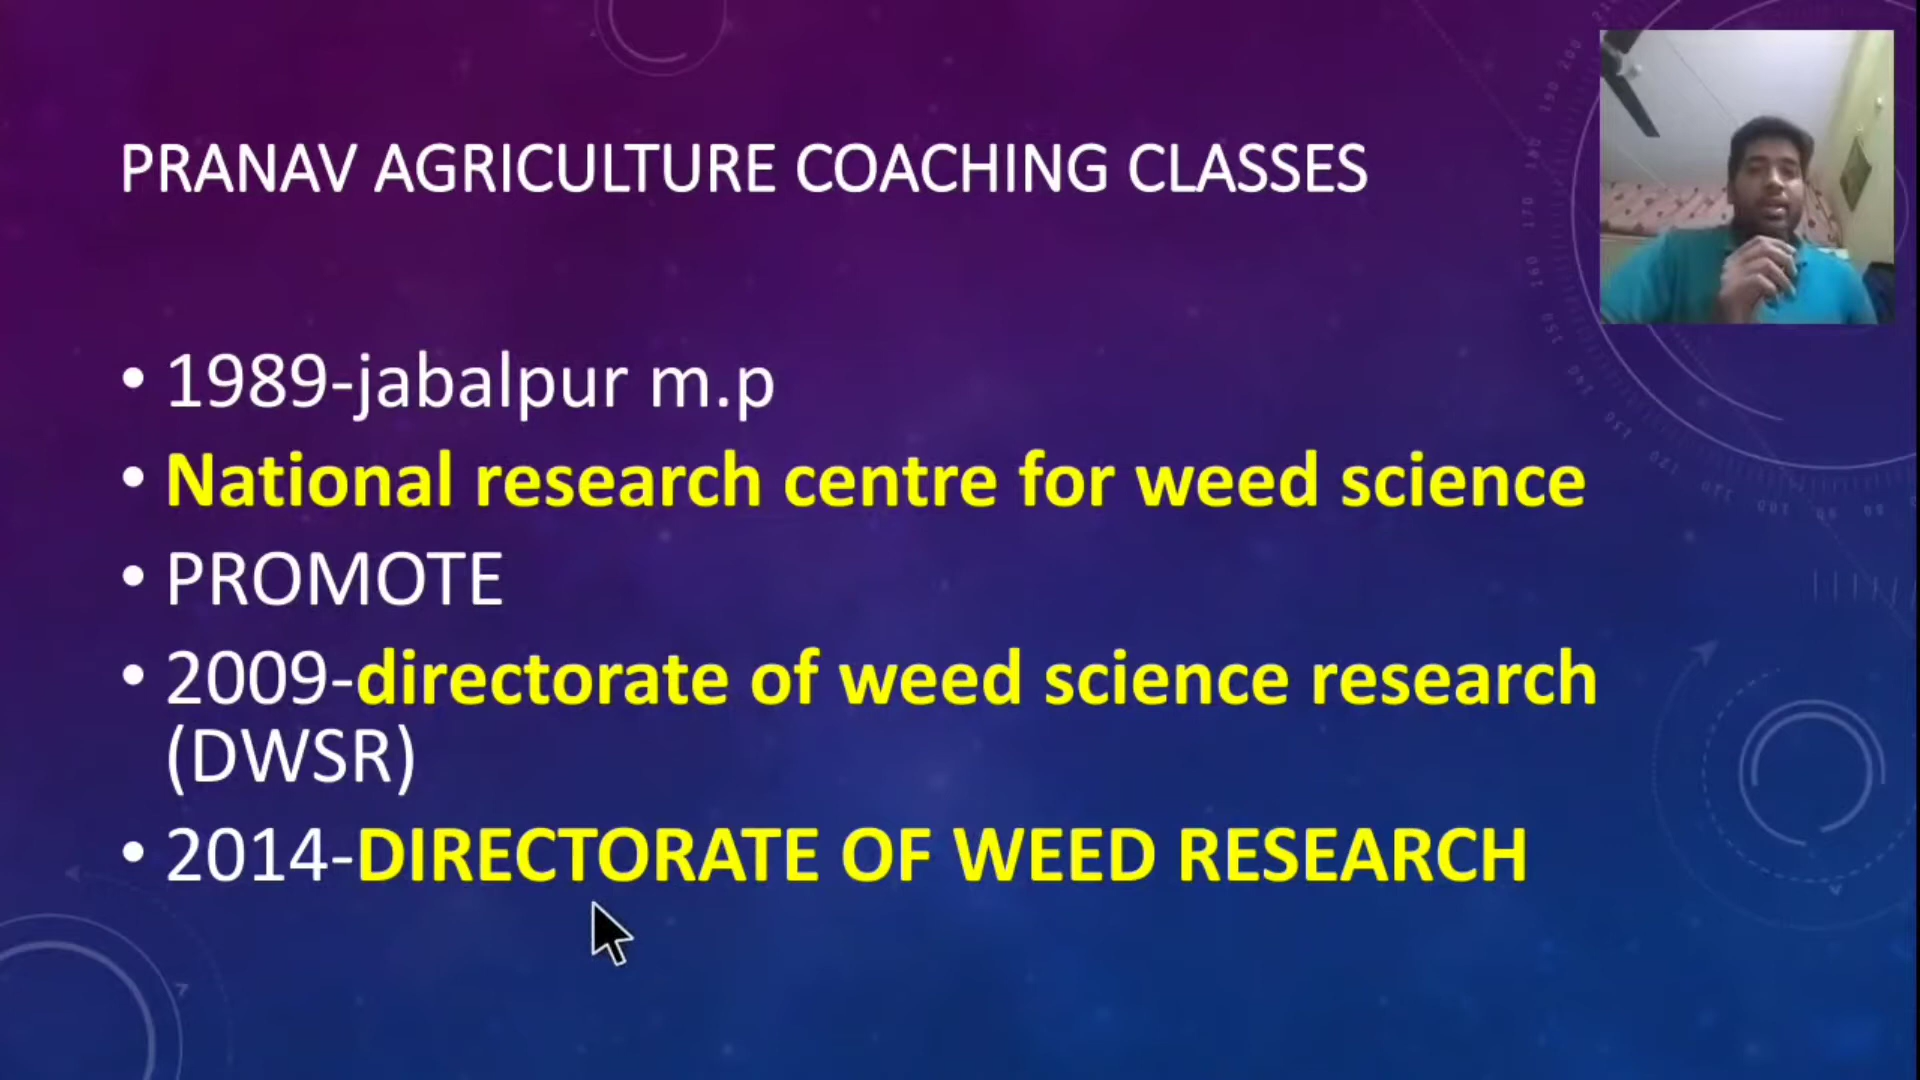 PRANAV AGRICULTURE COACHING CLASSES
• 1989-jabalpur m.p
• National research centre for weed science
• PROMOTE
• 2009-directorate of weed science research
(DWSR)
• 2014-DIRECTORATE OF WEED RESEARCH